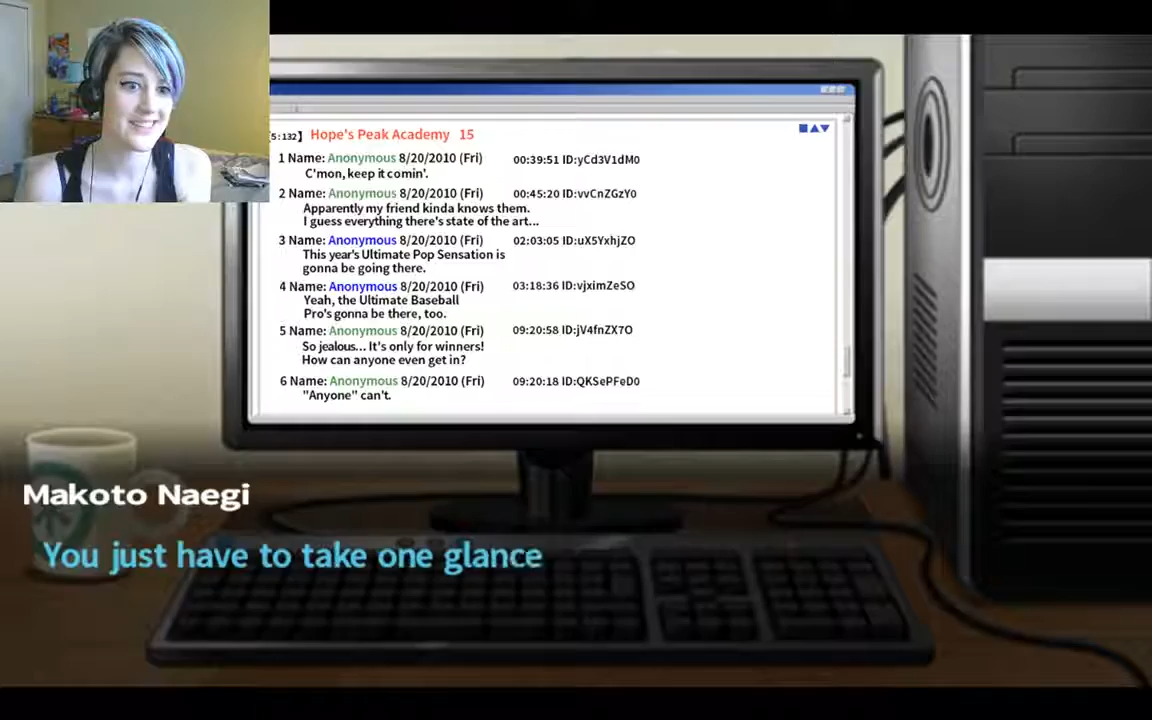 5:132】 Hope's Peak Academy 15
1 Name: Anonymous 8/20/2010 (Fri) 00:39:51 ID:yCd3V1dM0
C'mon, keep it comin'.
2 Name: Anonymous 8/20/2010 (Fri) 00:45:20 ID:vvCnZGzY0
Apparently my friend kinda knows them.
I guess everything there's state of the art...
3 Name: Anonymous 8/20/2010 (Fri) 02:03:05 ID:uX5YxhjZO
This year's Ultimate Pop Sensation is
gonna be going there.
4 Name: Anonymous 8/20/2010 (Fri) 03:18:36 ID:vjximZeSO
Yeah, the Ultimate Baseball
Pro's gonna be there, too.
5 Name: Anonymous 8/20/2010 (Fri) 09:20:58 ID:jV4fnZX7O
So jealous... It's only for winners!
How can anyone even get in?
6 Name: Anonymous 8/20/2010 (Fri) 09:20:18 ID:QKSePFeD0
"Anyone" can't.
Makoto Naegi
You just have to take one glance